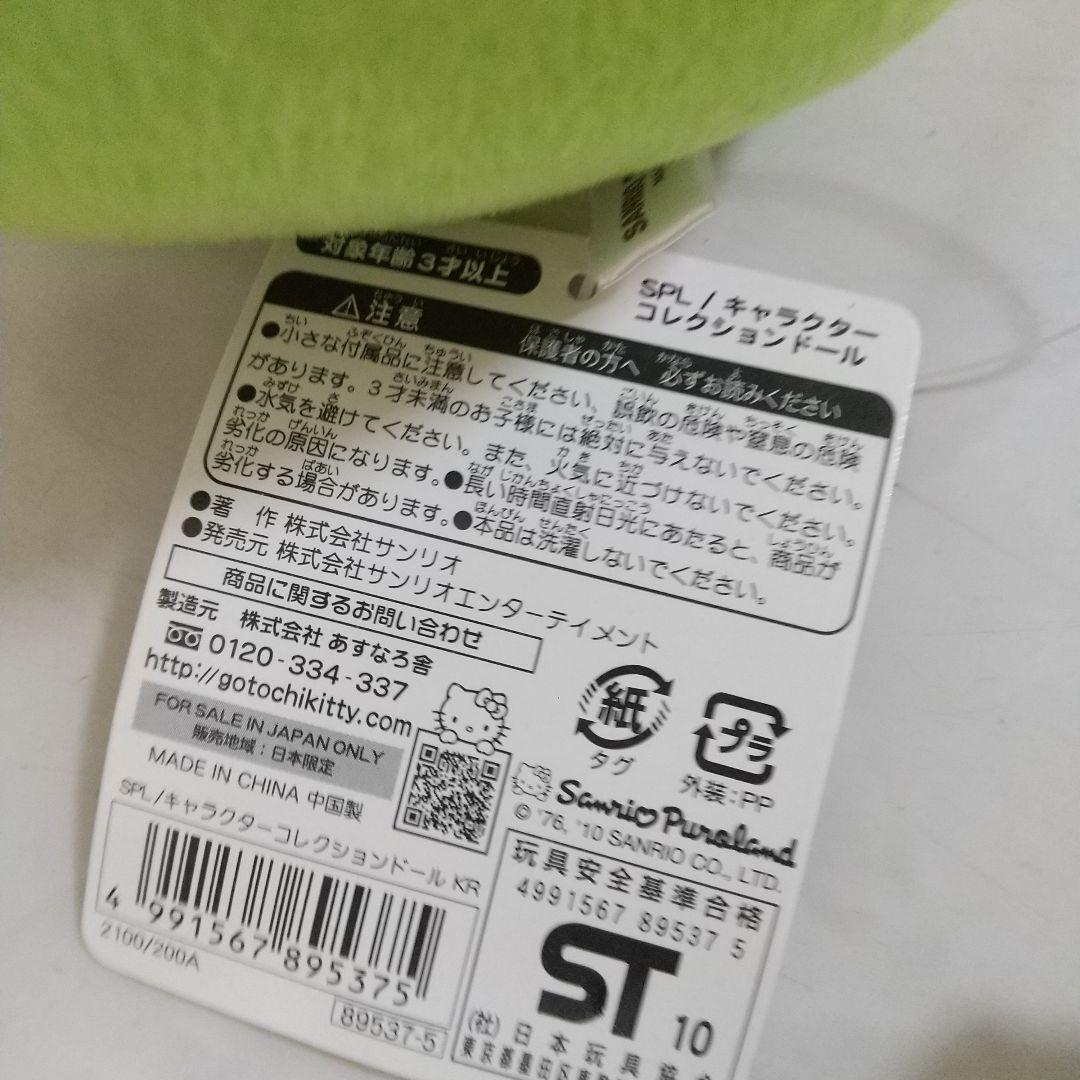 対象年齢3才以上
SPL/キャラクター
コレクションドール
⚠注意 保護者の方へ 必ずお読みください
●小さな付属品に注意してください、誤飲の危険や窒息の危険
があります。3才未満のお子様には絶対に与えないでください。
●水気を避けてください。また、火気に近づけないでください。
劣化の原因になります。●長い時間直射日光にあたると、商品が
劣化する場合があります。●本品は洗濯しないでください。
●著 作 株式会社サンリオ
●発売元 株式会社サンリオエンターテイメント
商品に関するお問い合わせ
製造元 株式会社 あすなろ舎
0120-334-337
http://gotochikitty.com
FOR SALE IN JAPAN ONLY
販売地域:日本限定
MADE IN CHINA 中国製
紙
タグ
プラ
外装:PP
Sanrio Puroland
© '76, '10 SANRIO CO., LTD.
SPL/キャラクターコレクションドール KR
4 991567 895375
2100/200A
89537-5
玩具安全基準合格
4991567 89537 5
ST 10
(社)日本玩具協会